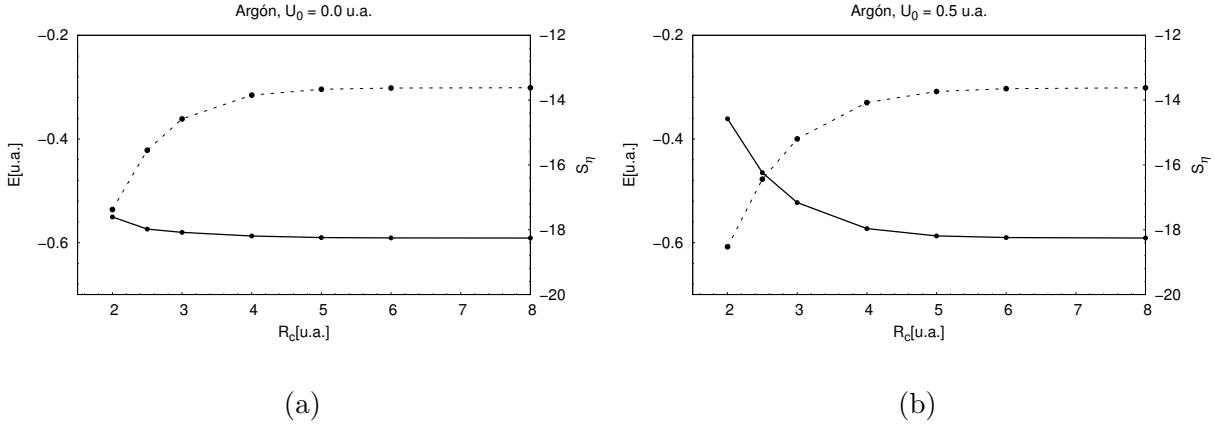 Argón, U₀ = 0.0 u.a.
−0.2
−0.4
−0.6
E[u.a.]
−12
−14
−16
−18
−20
S_η
2 3 4 5 6 7 8
R_c[u.a.]
(a)
Argón, U₀ = 0.5 u.a.
−0.2
−0.4
−0.6
E[u.a.]
−12
−14
−16
−18
−20
S_η
2 3 4 5 6 7 8
R_c[u.a.]
(b)